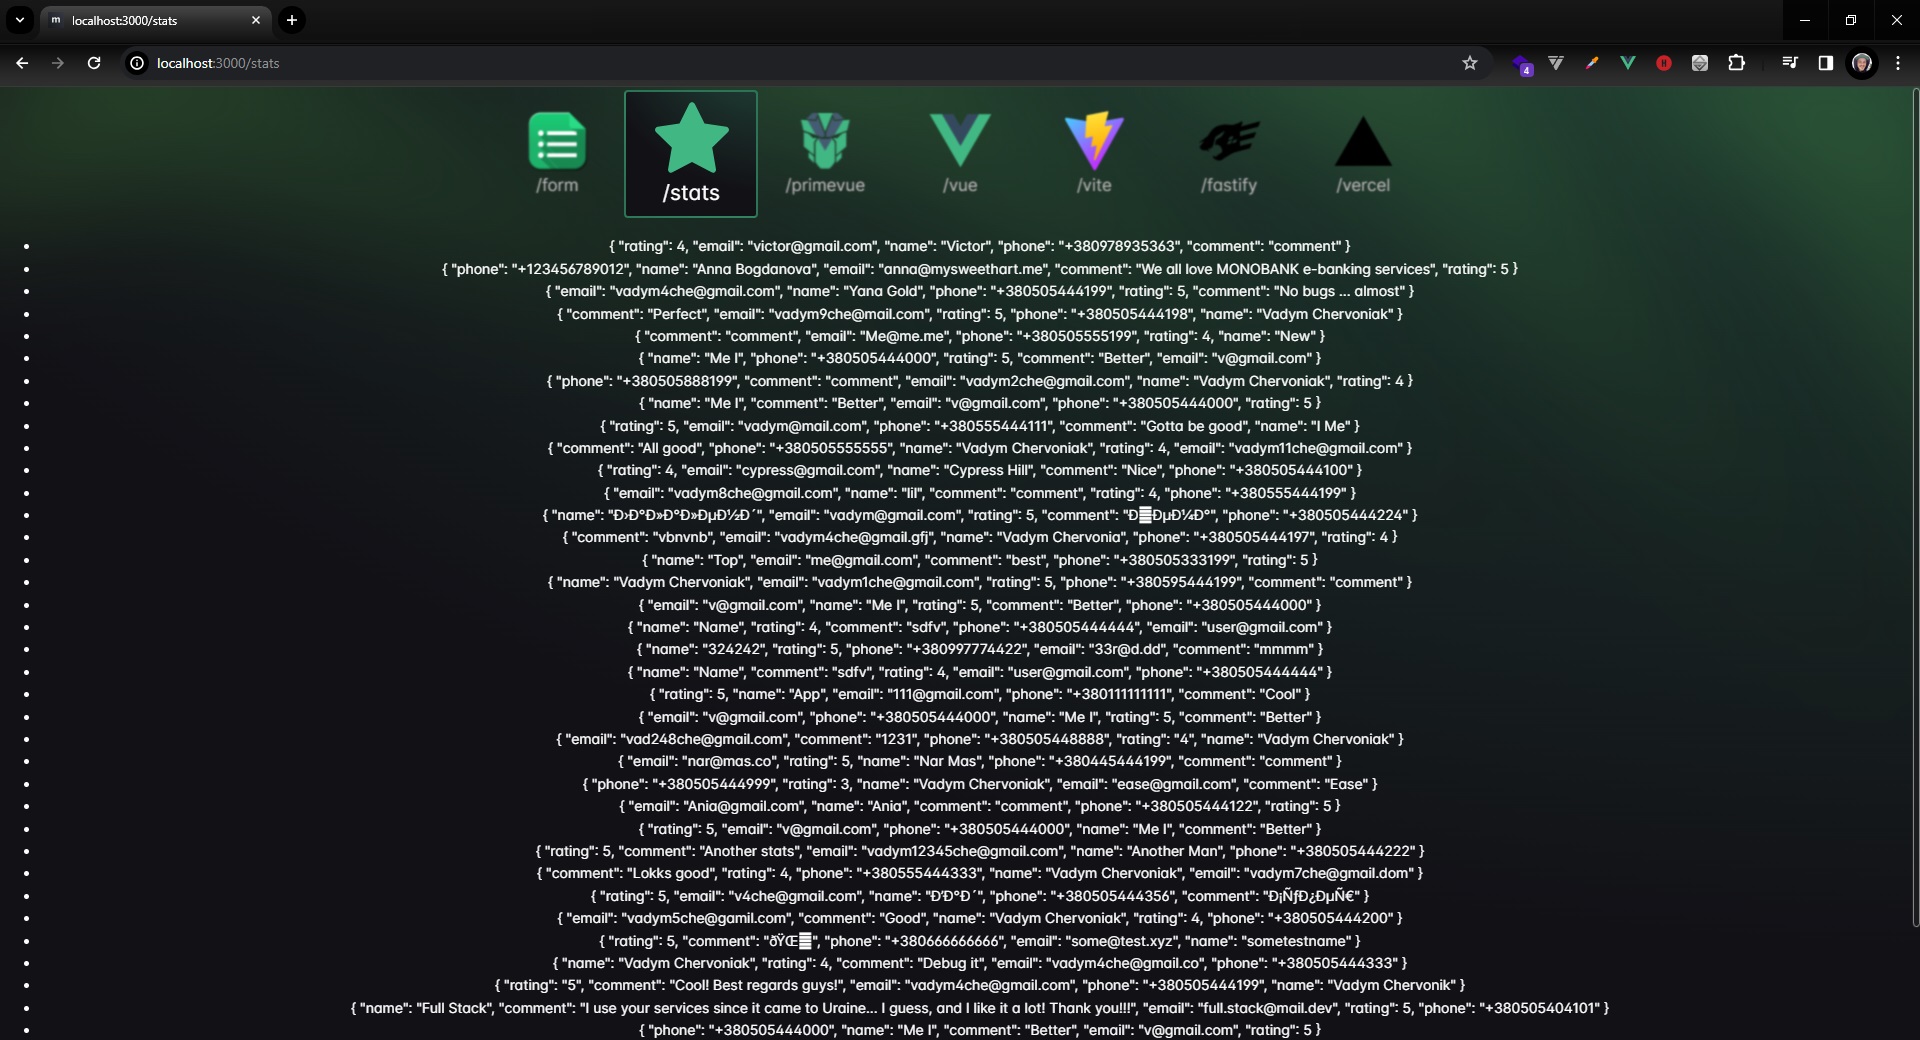 localhost:3000/stats
localhost:3000/stats
4
/form
/stats
/primevue
/vue
/vite
/fastify
/vercel
{ "rating": 4, "email": "victor@gmail.com", "name": "Victor", "phone": "+380978935363", "comment": "comment" }
{ "phone": "+123456789012", "name": "Anna Bogdanova", "email": "anna@mysweethart.me", "comment": "We all love MONOBANK e-banking services", "rating": 5 }
{ "email": "vadym4che@gmail.com", "name": "Yana Gold", "phone": "+380505444199", "rating": 5, "comment": "No bugs ... almost" }
{ "comment": "Perfect", "email": "vadym9che@mail.com", "rating": 5, "phone": "+380505444198", "name": "Vadym Chervoniak" }
{ "comment": "comment", "email": "Me@me.me", "phone": "+380505555199", "rating": 4, "name": "New" }
{ "name": "Me I", "phone": "+380505444000", "rating": 5, "comment": "Better", "email": "v@gmail.com" }
{ "phone": "+380505888199", "comment": "comment", "email": "vadym2che@gmail.com", "name": "Vadym Chervoniak", "rating": 4 }
{ "name": "Me I", "comment": "Better", "email": "v@gmail.com", "phone": "+380505444000", "rating": 5 }
{ "rating": 5, "email": "vadym@mail.com", "phone": "+380555444111", "comment": "Gotta be good", "name": "I Me" }
{ "comment": "All good", "phone": "+380505555555", "name": "Vadym Chervoniak", "rating": 4, "email": "vadym11che@gmail.com" }
{ "rating": 4, "email": "cypress@gmail.com", "name": "Cypress Hill", "comment": "Nice", "phone": "+380505444100" }
{ "email": "vadym8che@gmail.com", "name": "lil", "comment": "comment", "rating": 4, "phone": "+380555444199" }
{ "name": "Ð›Ð°Ð»Ð°Ð»ÐµÐ½Ð´", "email": "vadym@gmail.com", "rating": 5, "comment": "ÐÐµÐ¼Ð°", "phone": "+380505444224" }
{ "comment": "vbnvnb", "email": "vadym4che@gmail.gfj", "name": "Vadym Chervonia", "phone": "+380505444197", "rating": 4 }
{ "name": "Top", "email": "me@gmail.com", "comment": "best", "phone": "+380505333199", "rating": 5 }
{ "name": "Vadym Chervoniak", "email": "vadym1che@gmail.com", "rating": 5, "phone": "+380595444199", "comment": "comment" }
{ "email": "v@gmail.com", "name": "Me I", "rating": 5, "comment": "Better", "phone": "+380505444000" }
{ "name": "Name", "rating": 4, "comment": "sdfv", "phone": "+380505444444", "email": "user@gmail.com" }
{ "name": "324242", "rating": 5, "phone": "+380997774422", "email": "33r@d.dd", "comment": "mmmm" }
{ "name": "Name", "comment": "sdfv", "rating": 4, "email": "user@gmail.com", "phone": "+380505444444" }
{ "rating": 5, "name": "App", "email": "111@gmail.com", "phone": "+380111111111", "comment": "Cool" }
{ "email": "v@gmail.com", "phone": "+380505444000", "name": "Me I", "rating": 5, "comment": "Better" }
{ "email": "vad248che@gmail.com", "comment": "1231", "phone": "+380505448888", "rating": "4", "name": "Vadym Chervoniak" }
{ "email": "nar@mas.co", "rating": 5, "name": "Nar Mas", "phone": "+380445444199", "comment": "comment" }
{ "phone": "+380505444999", "rating": 3, "name": "Vadym Chervoniak", "email": "ease@gmail.com", "comment": "Ease" }
{ "email": "Ania@gmail.com", "name": "Ania", "comment": "comment", "phone": "+380505444122", "rating": 5 }
{ "rating": 5, "email": "v@gmail.com", "phone": "+380505444000", "name": "Me I", "comment": "Better" }
{ "rating": 5, "comment": "Another stats", "email": "vadym12345che@gmail.com", "name": "Another Man", "phone": "+380505444222" }
{ "comment": "Lokks good", "rating": 4, "phone": "+380555444333", "name": "Vadym Chervoniak", "email": "vadym7che@gmail.dom" }
{ "rating": 5, "email": "v4che@gmail.com", "name": "Ð’Ð°Ð´", "phone": "+380505444356", "comment": "Ð¡ÑƒÐ¿ÐµÑ€" }
{ "email": "vadym5che@gamil.com", "comment": "Good", "name": "Vadym Chervoniak", "rating": 4, "phone": "+380505444200" }
{ "rating": 5, "comment": "ðŸŒ", "phone": "+380666666666", "email": "some@test.xyz", "name": "sometestname" }
{ "name": "Vadym Chervoniak", "rating": 4, "comment": "Debug it", "email": "vadym4che@gmail.co", "phone": "+380505444333" }
{ "rating": "5", "comment": "Cool! Best regards guys!", "email": "vadym4che@gmail.com", "phone": "+380505444199", "name": "Vadym Chervonik" }
{ "name": "Full Stack", "comment": "I use your services since it came to Uraine... I guess, and I like it a lot! Thank you!!!", "email": "full.stack@mail.dev", "rating": 5, "phone": "+380505404101" }
{ "phone": "+380505444000", "name": "Me I", "comment": "Better", "email": "v@gmail.com", "rating": 5 }